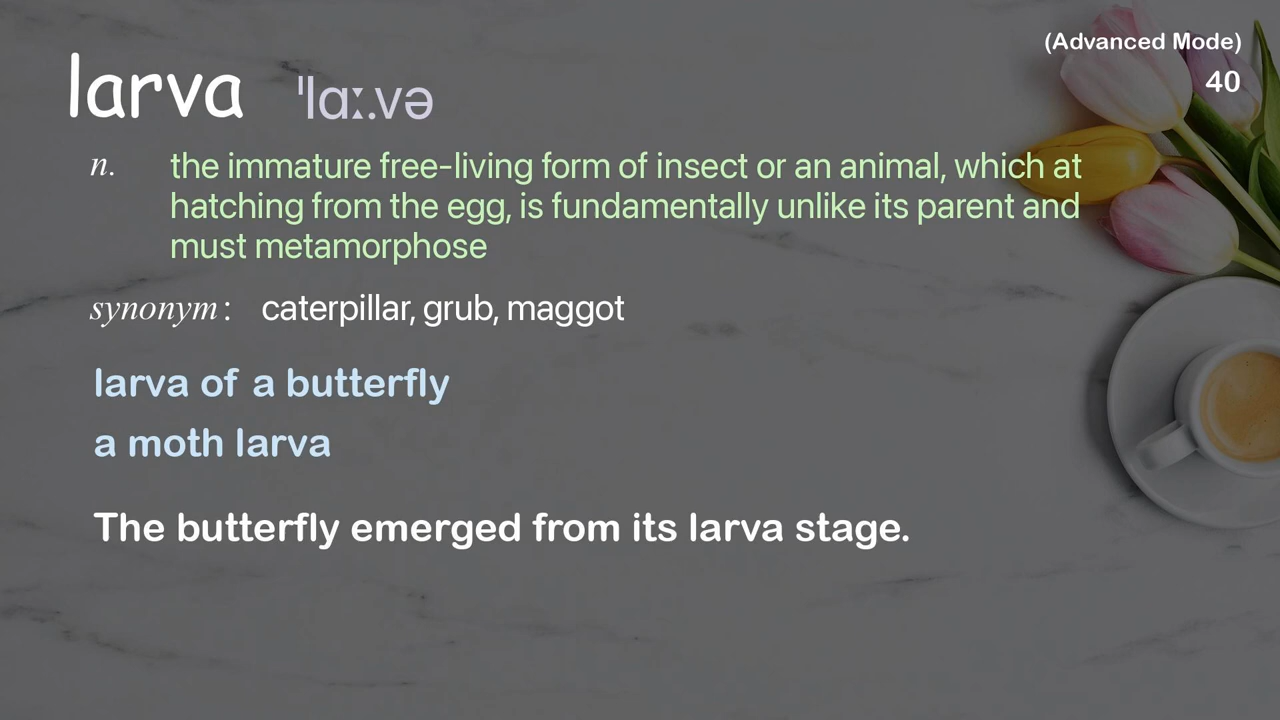 (Advanced Mode)
40
larva ˈlɑː.və
n. the immature free-living form of insect or an animal, which at
hatching from the egg, is fundamentally unlike its parent and
must metamorphose
synonym: caterpillar, grub, maggot
larva of a butterfly
a moth larva
The butterfly emerged from its larva stage.